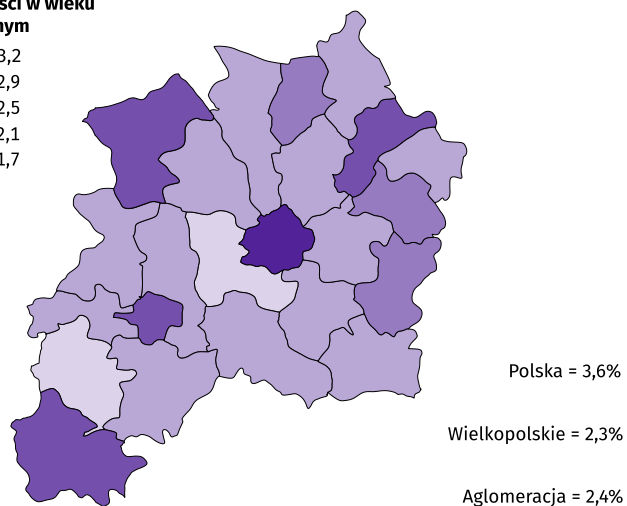 ści w wieku
nym
3,2
2,9
2,5
2,1
1,7
Polska = 3,6%
Wielkopolskie = 2,3%
Aglomeracja = 2,4%